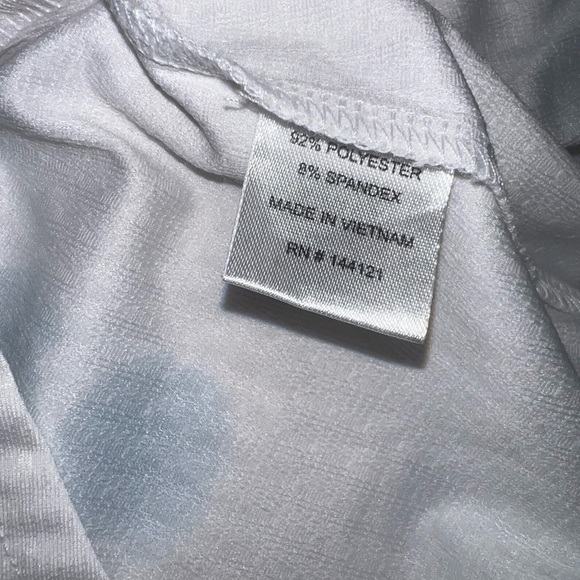 92% POLYESTER
8% SPANDEX
MADE IN VIETNAM
RN # 144121